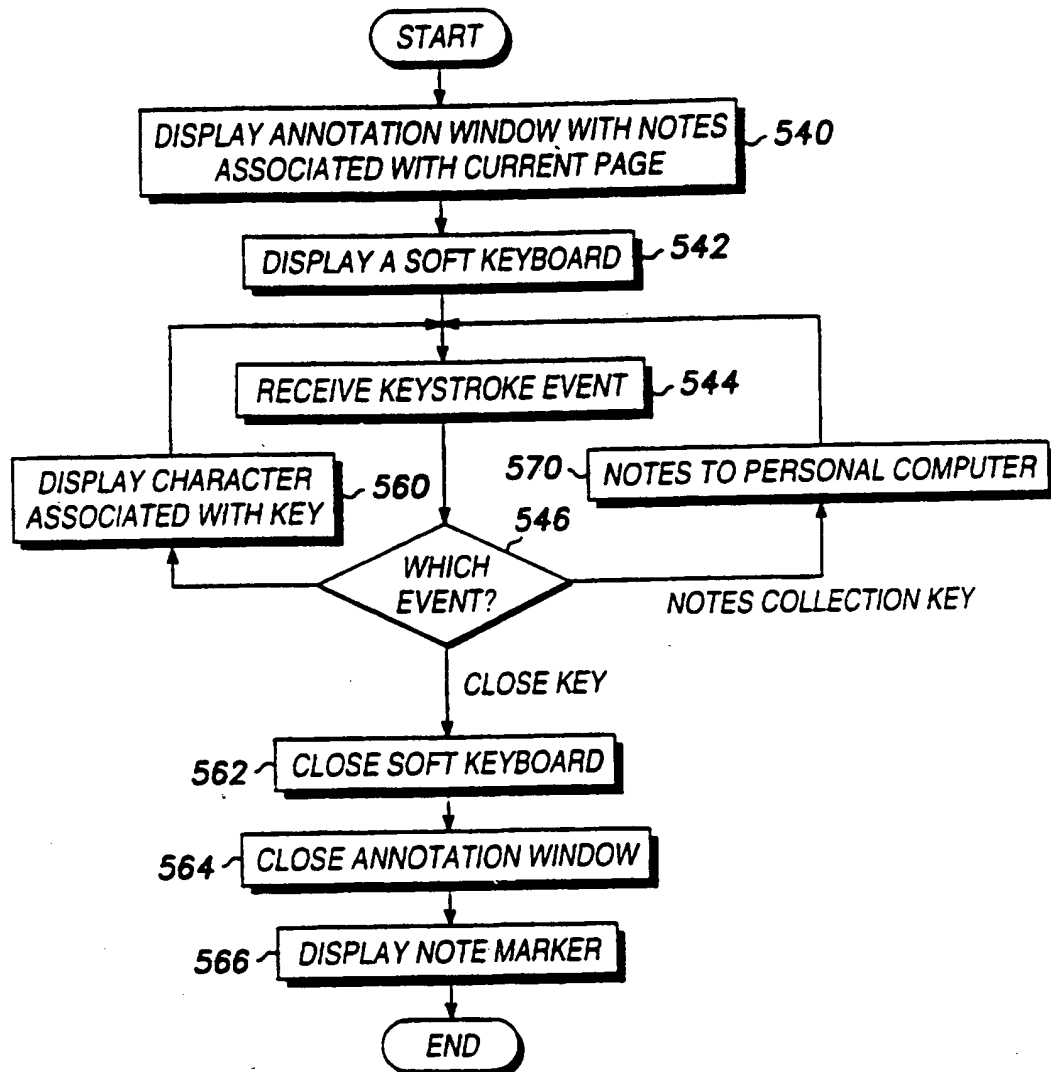 START
DISPLAY ANNOTATION WINDOW WITH NOTES
ASSOCIATED WITH CURRENT PAGE
540
DISPLAY A SOFT KEYBOARD
542
RECEIVE KEYSTROKE EVENT
544
DISPLAY CHARACTER
ASSOCIATED WITH KEY
560
570
NOTES TO PERSONAL COMPUTER
546
WHICH
EVENT?
NOTES COLLECTION KEY
CLOSE KEY
562
CLOSE SOFT KEYBOARD
564
CLOSE ANNOTATION WINDOW
566
DISPLAY NOTE MARKER
END